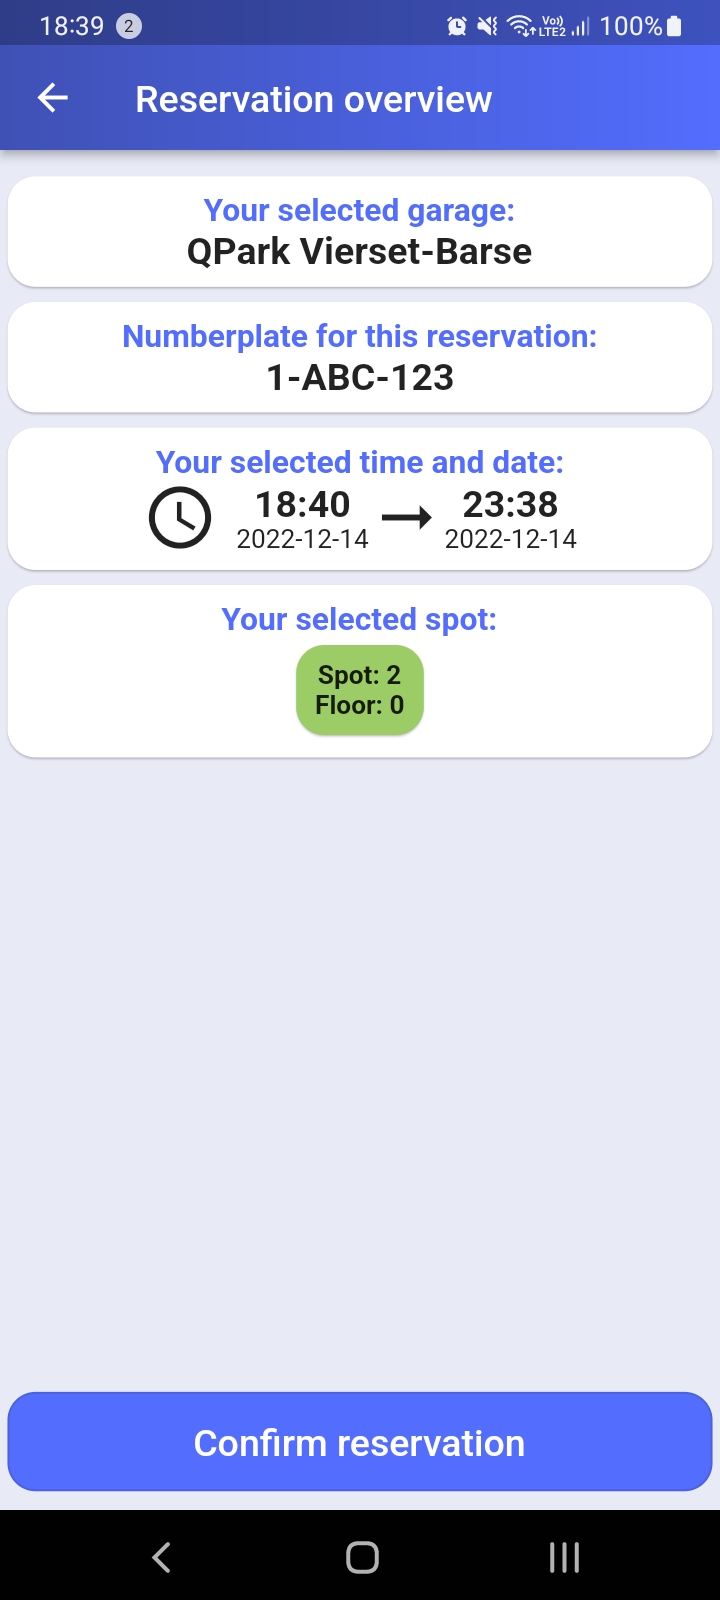 18:39 2 Vo)) LTE2 100%
Reservation overview
Your selected garage:
QPark Vierset-Barse
Numberplate for this reservation:
1-ABC-123
Your selected time and date:
18:40 23:38
2022-12-14 2022-12-14
Your selected spot:
Spot: 2
Floor: 0
Confirm reservation